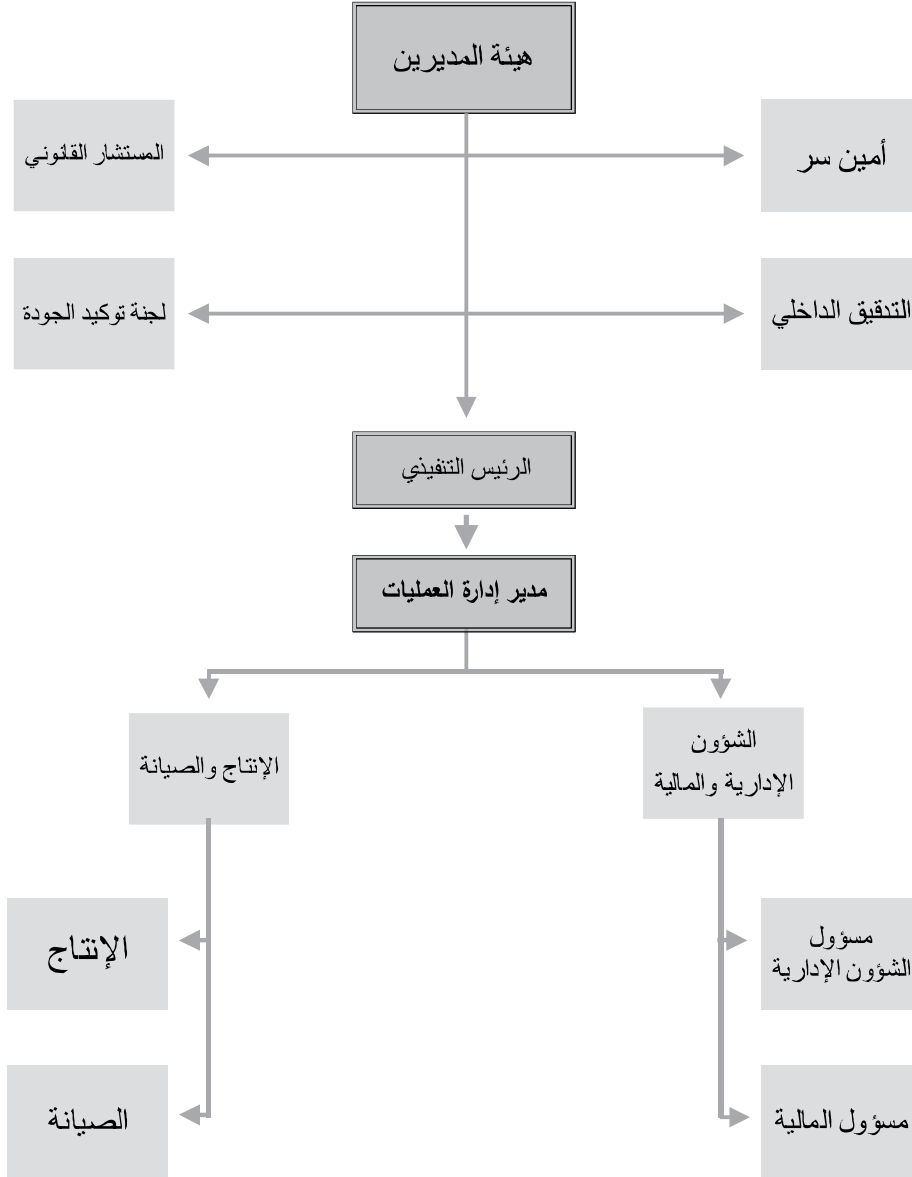 هيئة المديرين
أمين سر
المستشار القانوني
التدقيق الداخلي
لجنة توكيد الجودة
الرئيس التنفيذي
مدير إدارة العمليات
الشؤون
الإدارية والمالية
الإنتاج والصيانة
مسؤول
الشؤون الإدارية
الإنتاج
مسؤول المالية
الصيانة